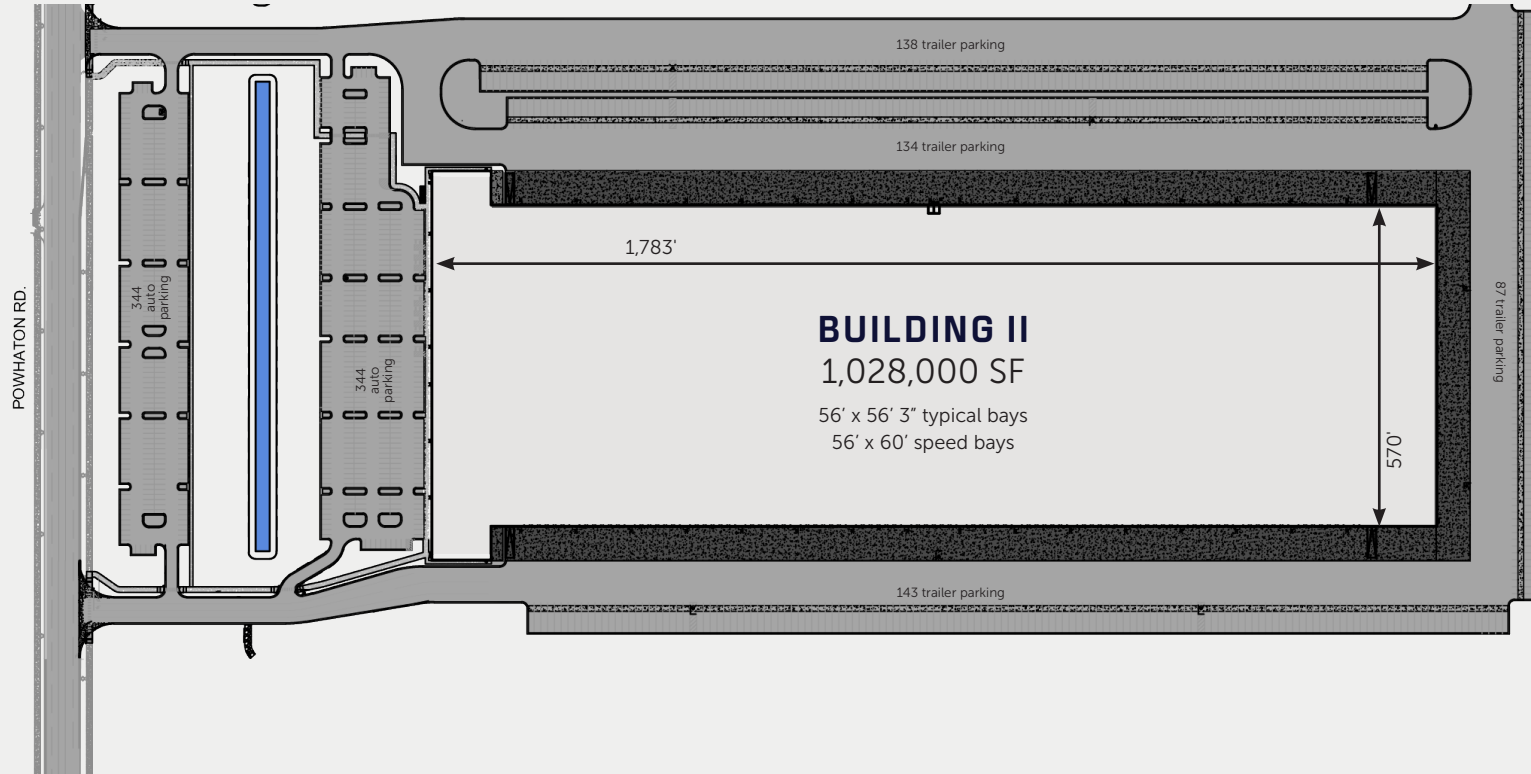 138 trailer parking
134 trailer parking
1,783'
344
auto
parking
POWHATON RD.
BUILDING II
1,028,000 SF
56’ x 56’ 3” typical bays
56’ x 60’ speed bays
344
auto
parking
570'
87 trailer parking
143 trailer parking